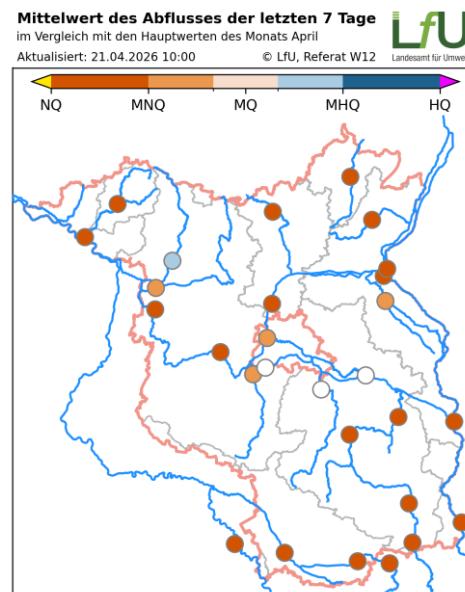 Mittelwert des Abflusses der letzten 7 Tage
im Vergleich mit den Hauptwerten des Monats April
Aktualisiert: 21.04.2026 10:00 © LfU, Referat W12
LfU
Landesamt für Umwe
NQ MNQ MQ MHQ HQ